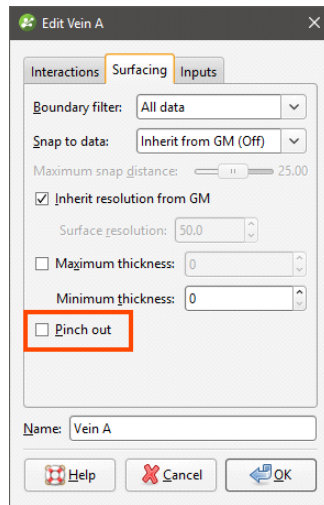 Edit Vein A
Interactions Surfacing Inputs
Boundary filter: All data
Snap to data: Inherit from GM (Off)
Maximum snap distance: 25.00
Inherit resolution from GM
Surface resolution: 50.0
Maximum thickness: 0
Minimum thickness: 0
Pinch out
Name: Vein A
Help Cancel OK